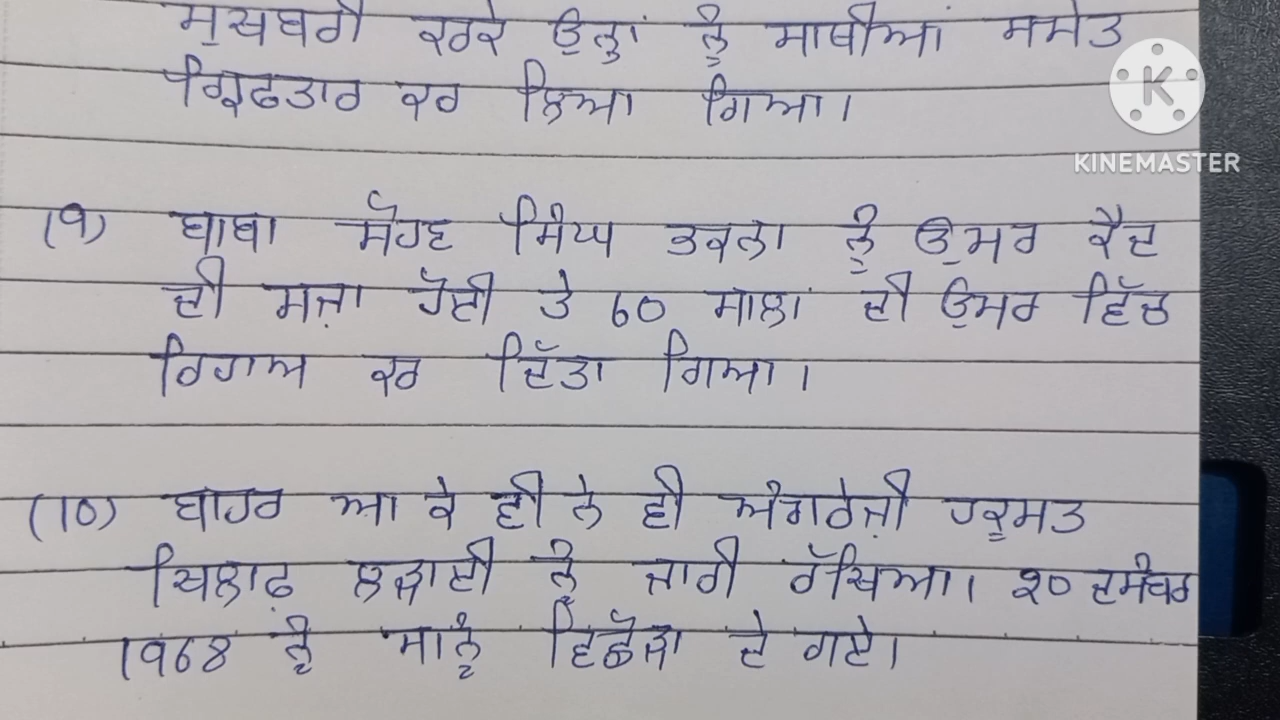 ਮੁਖਬਰੀ ਕਰਕੇ ਉਨ੍ਹਾਂ ਨੂੰ ਸਾਥੀਆਂ ਸਮੇਤ
ਗ੍ਰਿਫਤਾਰ ਕਰ ਲਿਆ ਗਿਆ।
KINEMASTER
(9) ਬਾਬਾ ਸੋਹਣ ਸਿੰਘ ਭਕਨਾ ਨੂੰ ਉਮਰ ਕੈਦ
ਦੀ ਸਜ਼ਾ ਹੋਈ ਤੇ 60 ਸਾਲਾਂ ਦੀ ਉਮਰ ਵਿੱਚ
ਰਿਹਾਅ ਕਰ ਦਿੱਤਾ ਗਿਆ।
(10) ਬਾਹਰ ਆ ਕੇ ਵੀ ਨੇ ਵੀ ਅੰਗਰੇਜ਼ੀ ਹਕੂਮਤ
ਖਿਲਾਫ਼ ਲੜਾਈ ਨੂੰ ਜਾਰੀ ਰੱਖਿਆ। 20 ਦਸੰਬਰ
1968 ਨੂੰ ਸਾਨੂੰ ਵਿਛੋੜਾ ਦੇ ਗਏ।